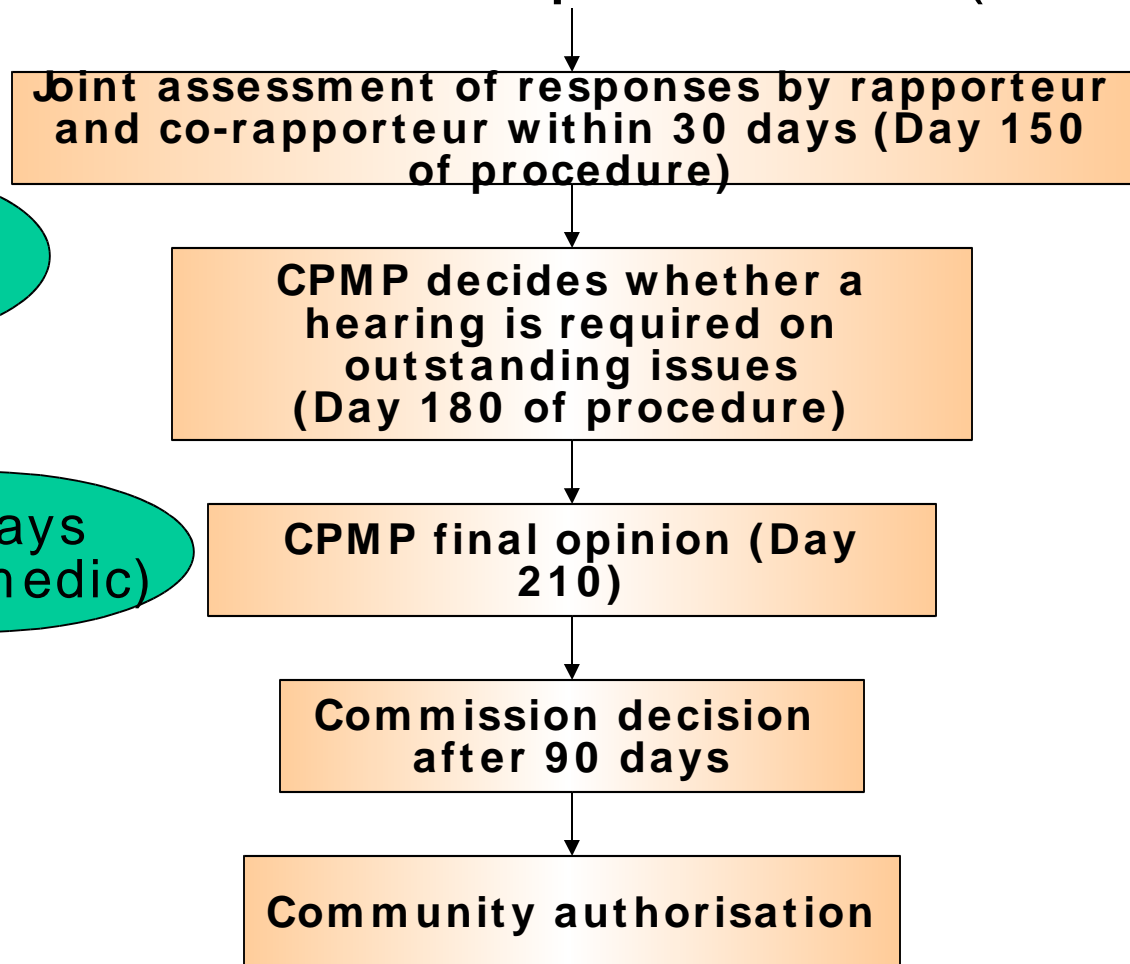 Joint assessment of responses by rapporteur
and co-rapporteur within 30 days (Day 150
of procedure)
CPMP decides whether a
hearing is required on
outstanding issues
(Day 180 of procedure)
CPMP final opinion (Day
210)
Commission decision
after 90 days
Community authorisation